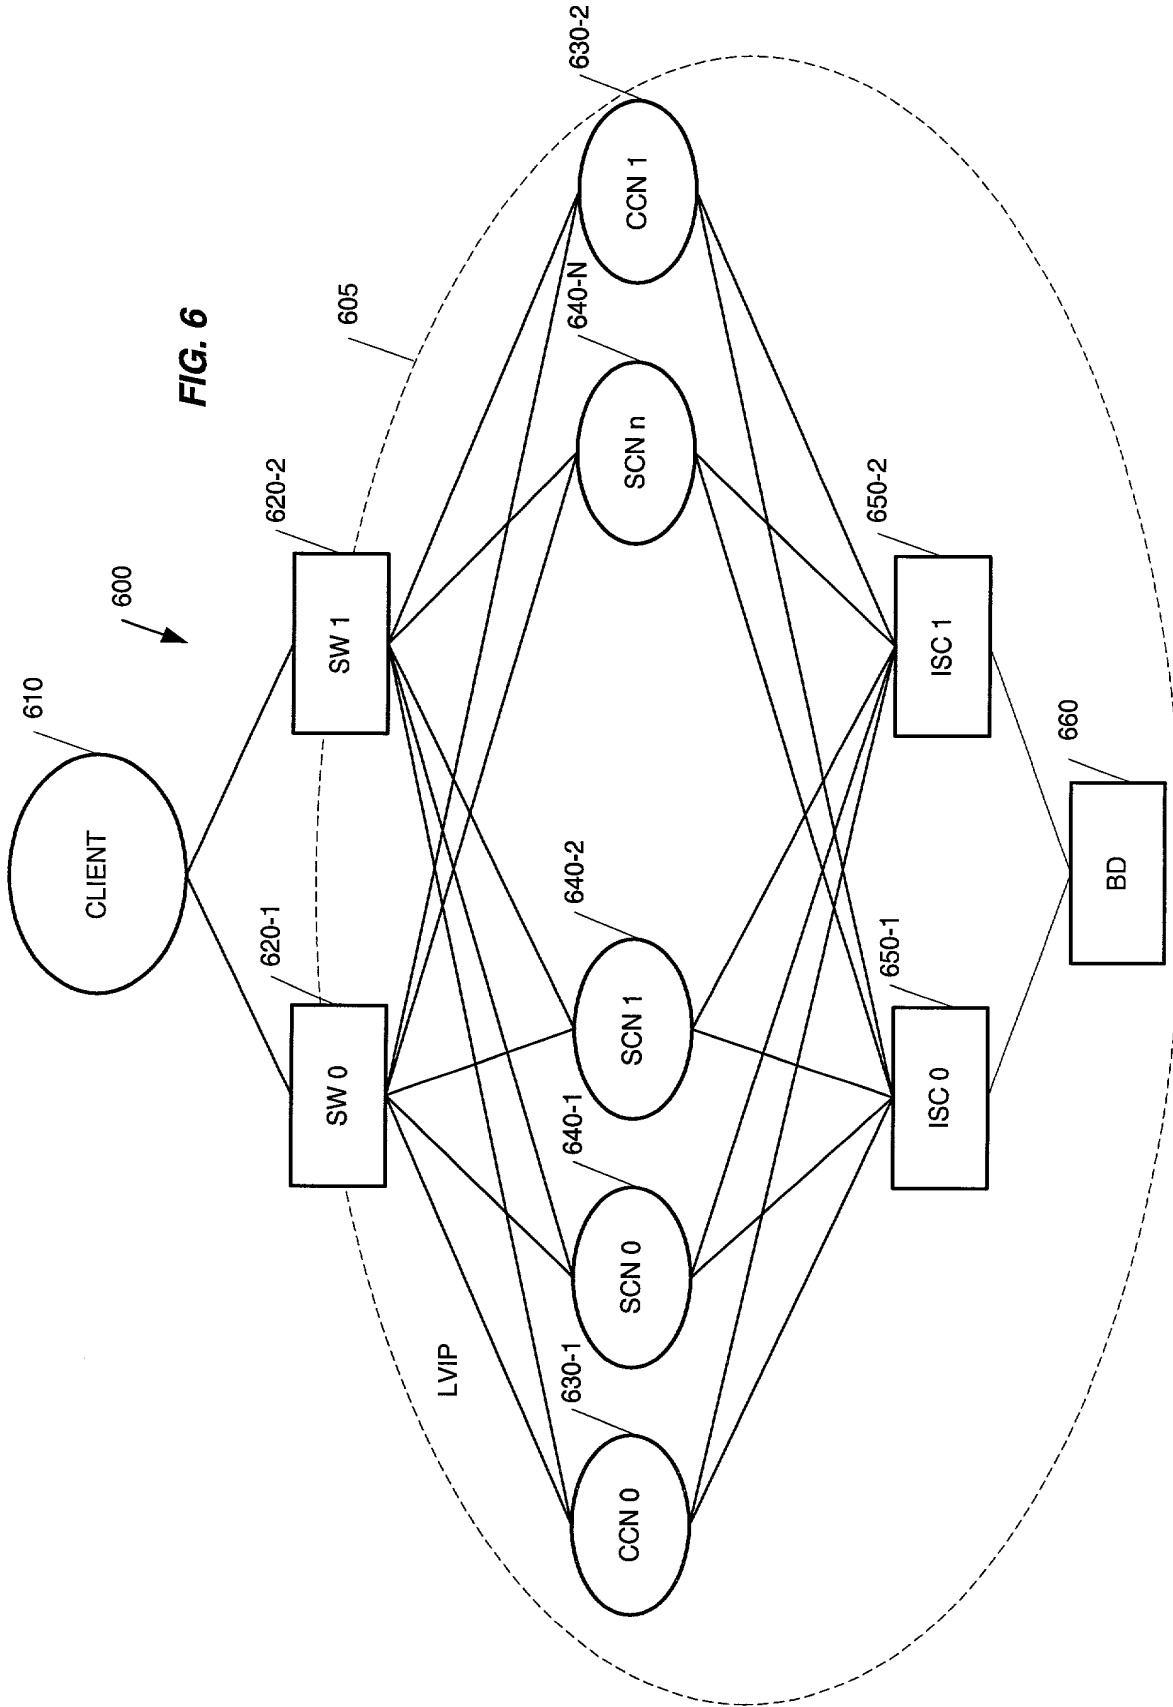 FIG. 6
600
605
CLIENT
610
SW 0
620-1
SW 1
620-2
LVIP
CCN 0
630-1
SCN 0
640-1
SCN 1
640-2
SCN n
640-N
CCN 1
630-2
ISC 0
650-1
ISC 1
650-2
BD
660